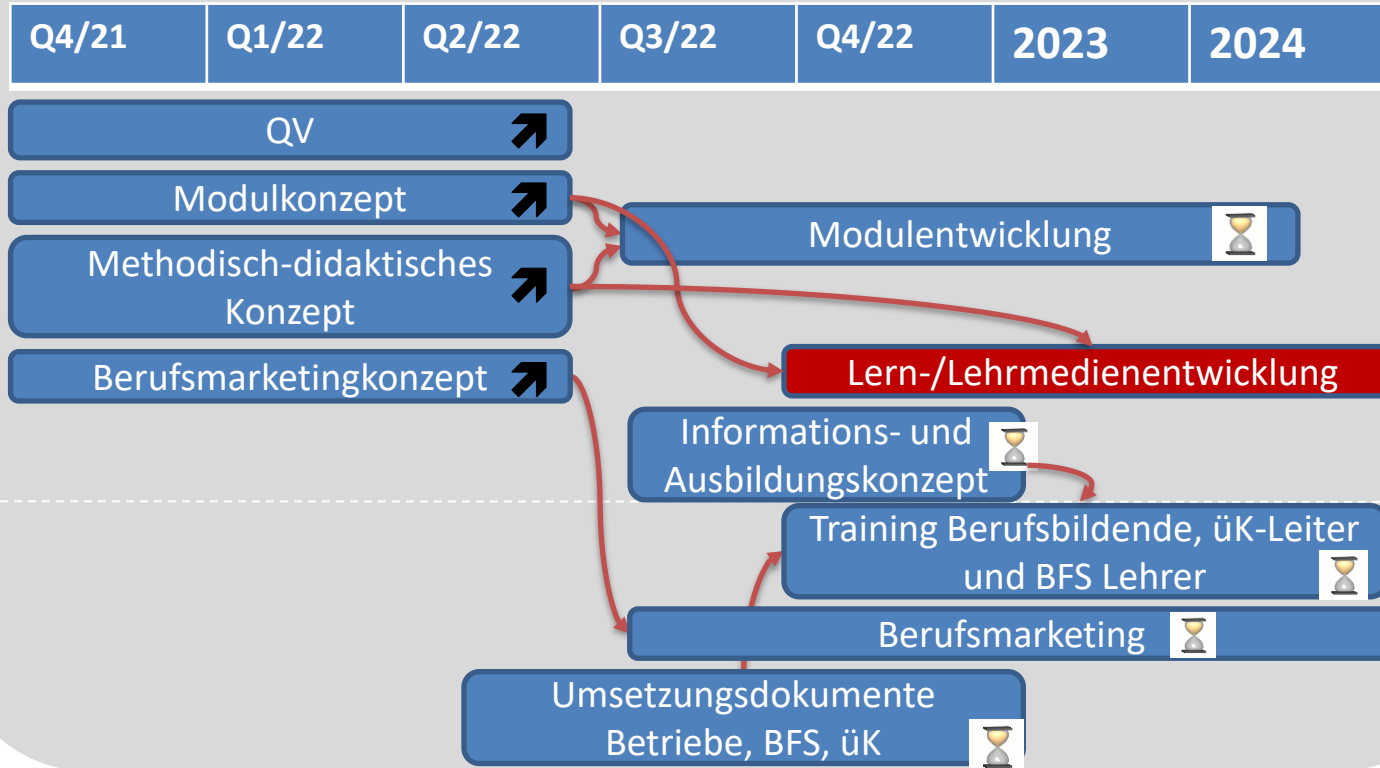 Q4/21
Q1/22
Q2/22
Q3/22
Q4/22
2023
2024
QV
Modulkonzept
Modulentwicklung
Methodisch-didaktisches
Konzept
Berufsmarketingkonzept
Lern-/Lehrmedienentwicklung
Informations- und
Ausbildungskonzept
Training Berufsbildende, üK-Leiter
und BFS Lehrer
Berufsmarketing
Umsetzungsdokumente
Betriebe, BFS, üK